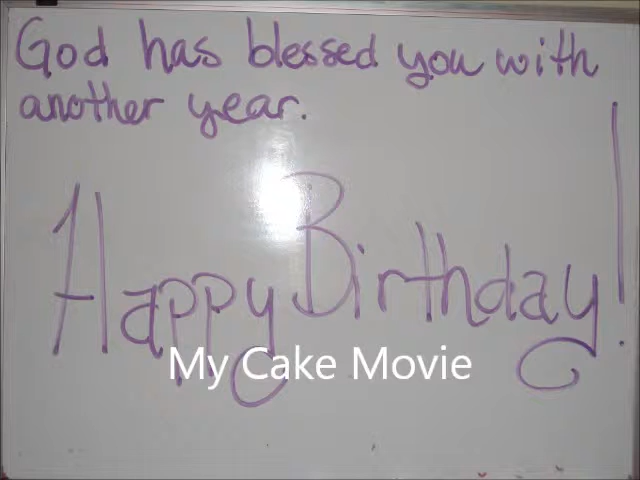 God has blessed you with
another year.
Happy Birthday!
My Cake Movie